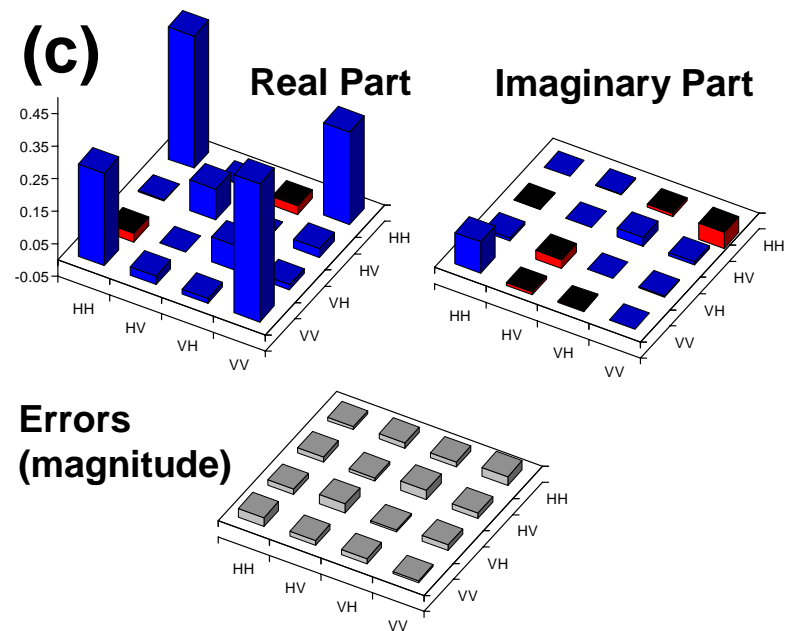 (c)
Real Part
Imaginary Part
0.45
0.35
0.25
0.15
0.05
-0.05
HH
HV
VH
VV
HH
HV
VH
VV
HH
HV
VH
VV
HH
HV
VH
VV
Errors
(magnitude)
HH
HV
VH
VV
HH
HV
VH
VV